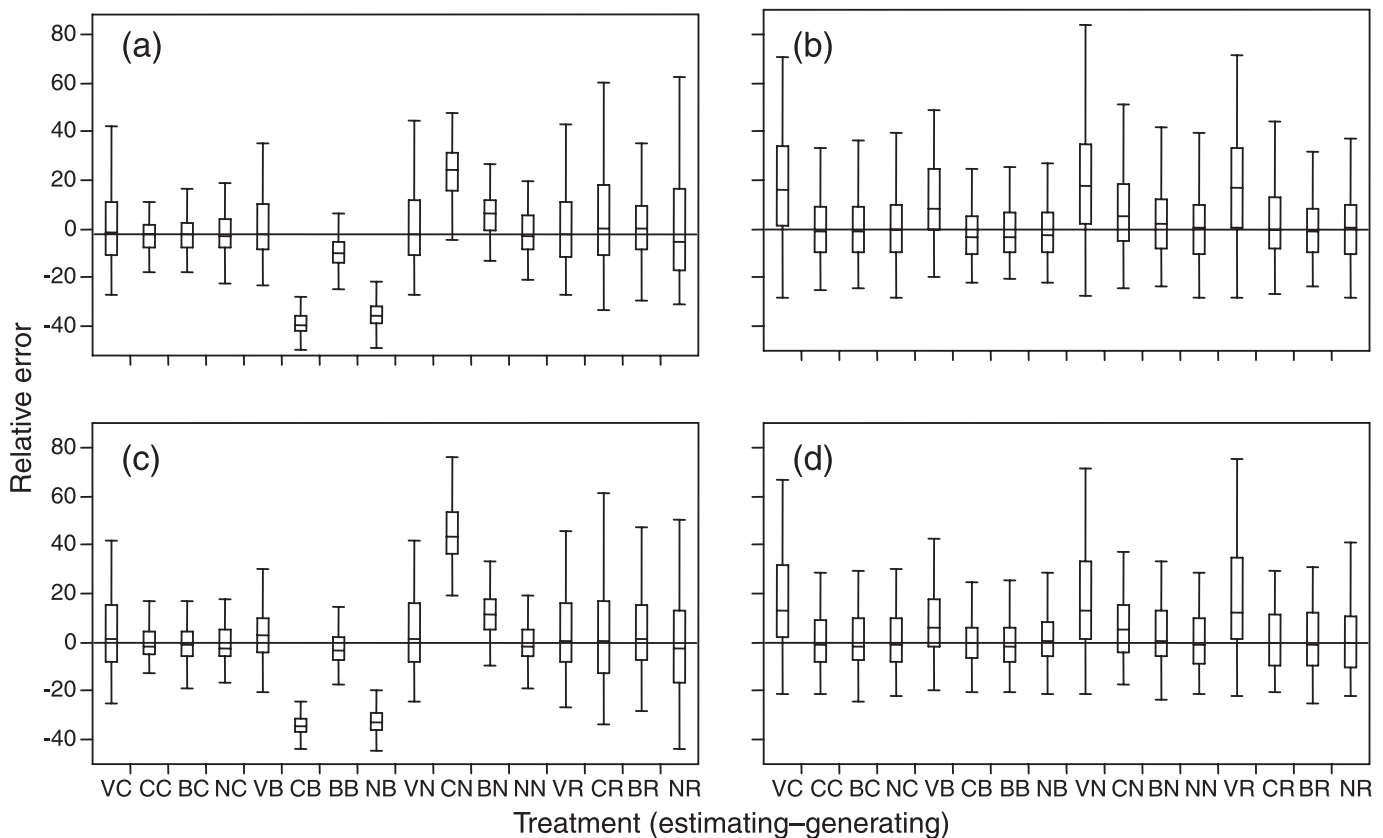 (a)
(b)
80
60
40
20
0
-20
-40
(c)
(d)
80
60
40
20
0
-20
-40
Relative error
VC CC BC NC VB CB BB NB VN CN BN NN VR CR BR NR
VC CC BC NC VB CB BB NB VN CN BN NN VR CR BR NR
Treatment (estimating–generating)